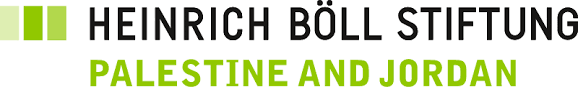 HEINRICH BÖLL STIFTUNG
PALESTINE AND JORDAN